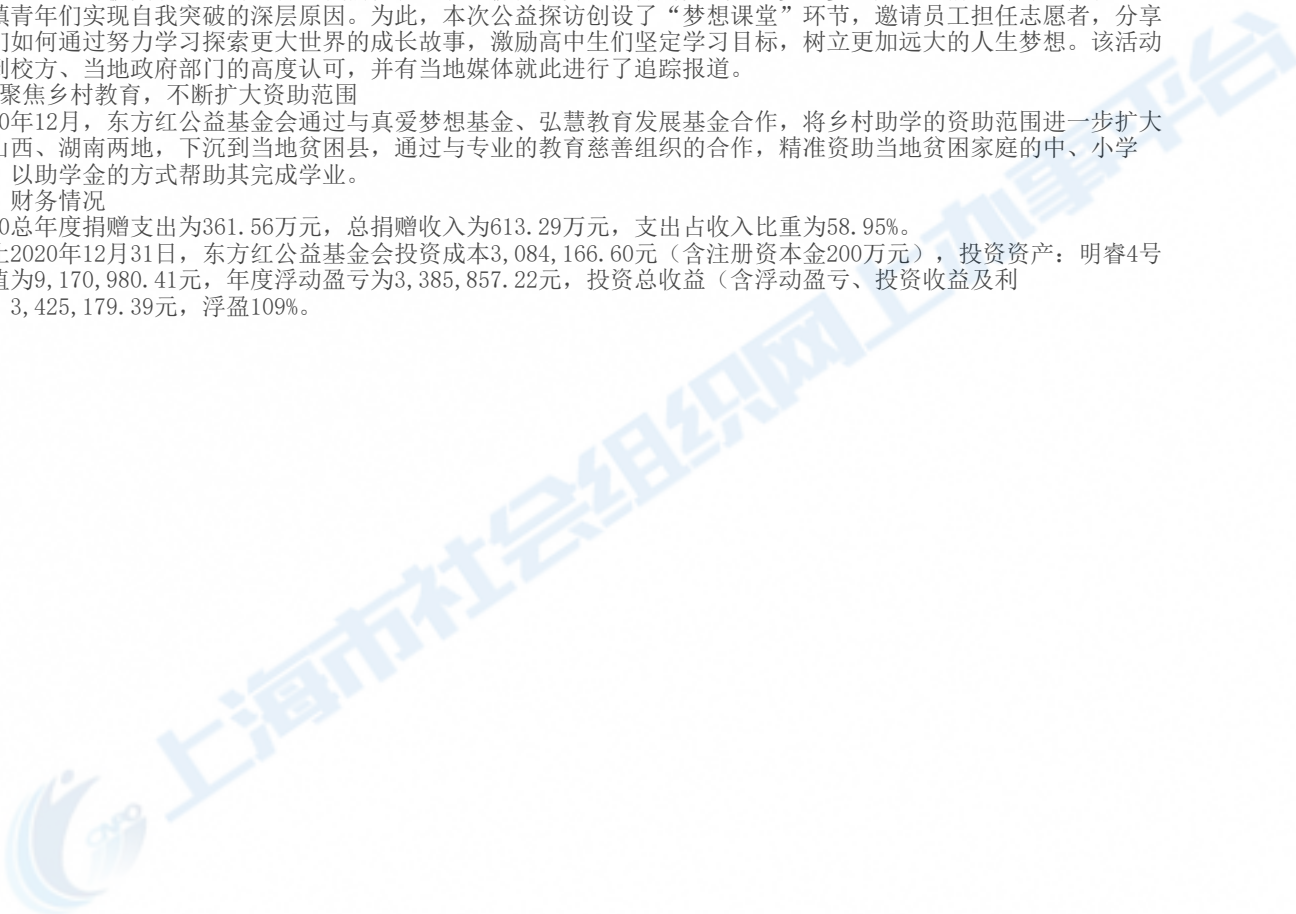 镇青年们实现自我突破的深层原因。为此，本次公益探访创设了“梦想课堂”环节，邀请员工担任志愿者，分享
们如何通过努力学习探索更大世界的成长故事，激励高中生们坚定学习目标，树立更加远大的人生梦想。该活动
到校方、当地政府部门的高度认可，并有当地媒体就此进行了追踪报道。
聚焦乡村教育，不断扩大资助范围
0年12月，东方红公益基金会通过与真爱梦想基金、弘慧教育发展基金合作，将乡村助学的资助范围进一步扩大
山西、湖南两地，下沉到当地贫困县，通过与专业的教育慈善组织的合作，精准资助当地贫困家庭的中、小学
，以助学金的方式帮助其完成学业。
财务情况
0总年度捐赠支出为361.56万元，总捐赠收入为613.29万元，支出占收入比重为58.95%。
止2020年12月31日，东方红公益基金会投资成本3,084,166.60元（含注册资本金200万元），投资资产：明睿4号
值为9,170,980.41元，年度浮动盈亏为3,385,857.22元，投资总收益（含浮动盈亏、投资收益及利
3,425,179.39元，浮盈109%。
上海市社会组织网上办事平台
CNPO